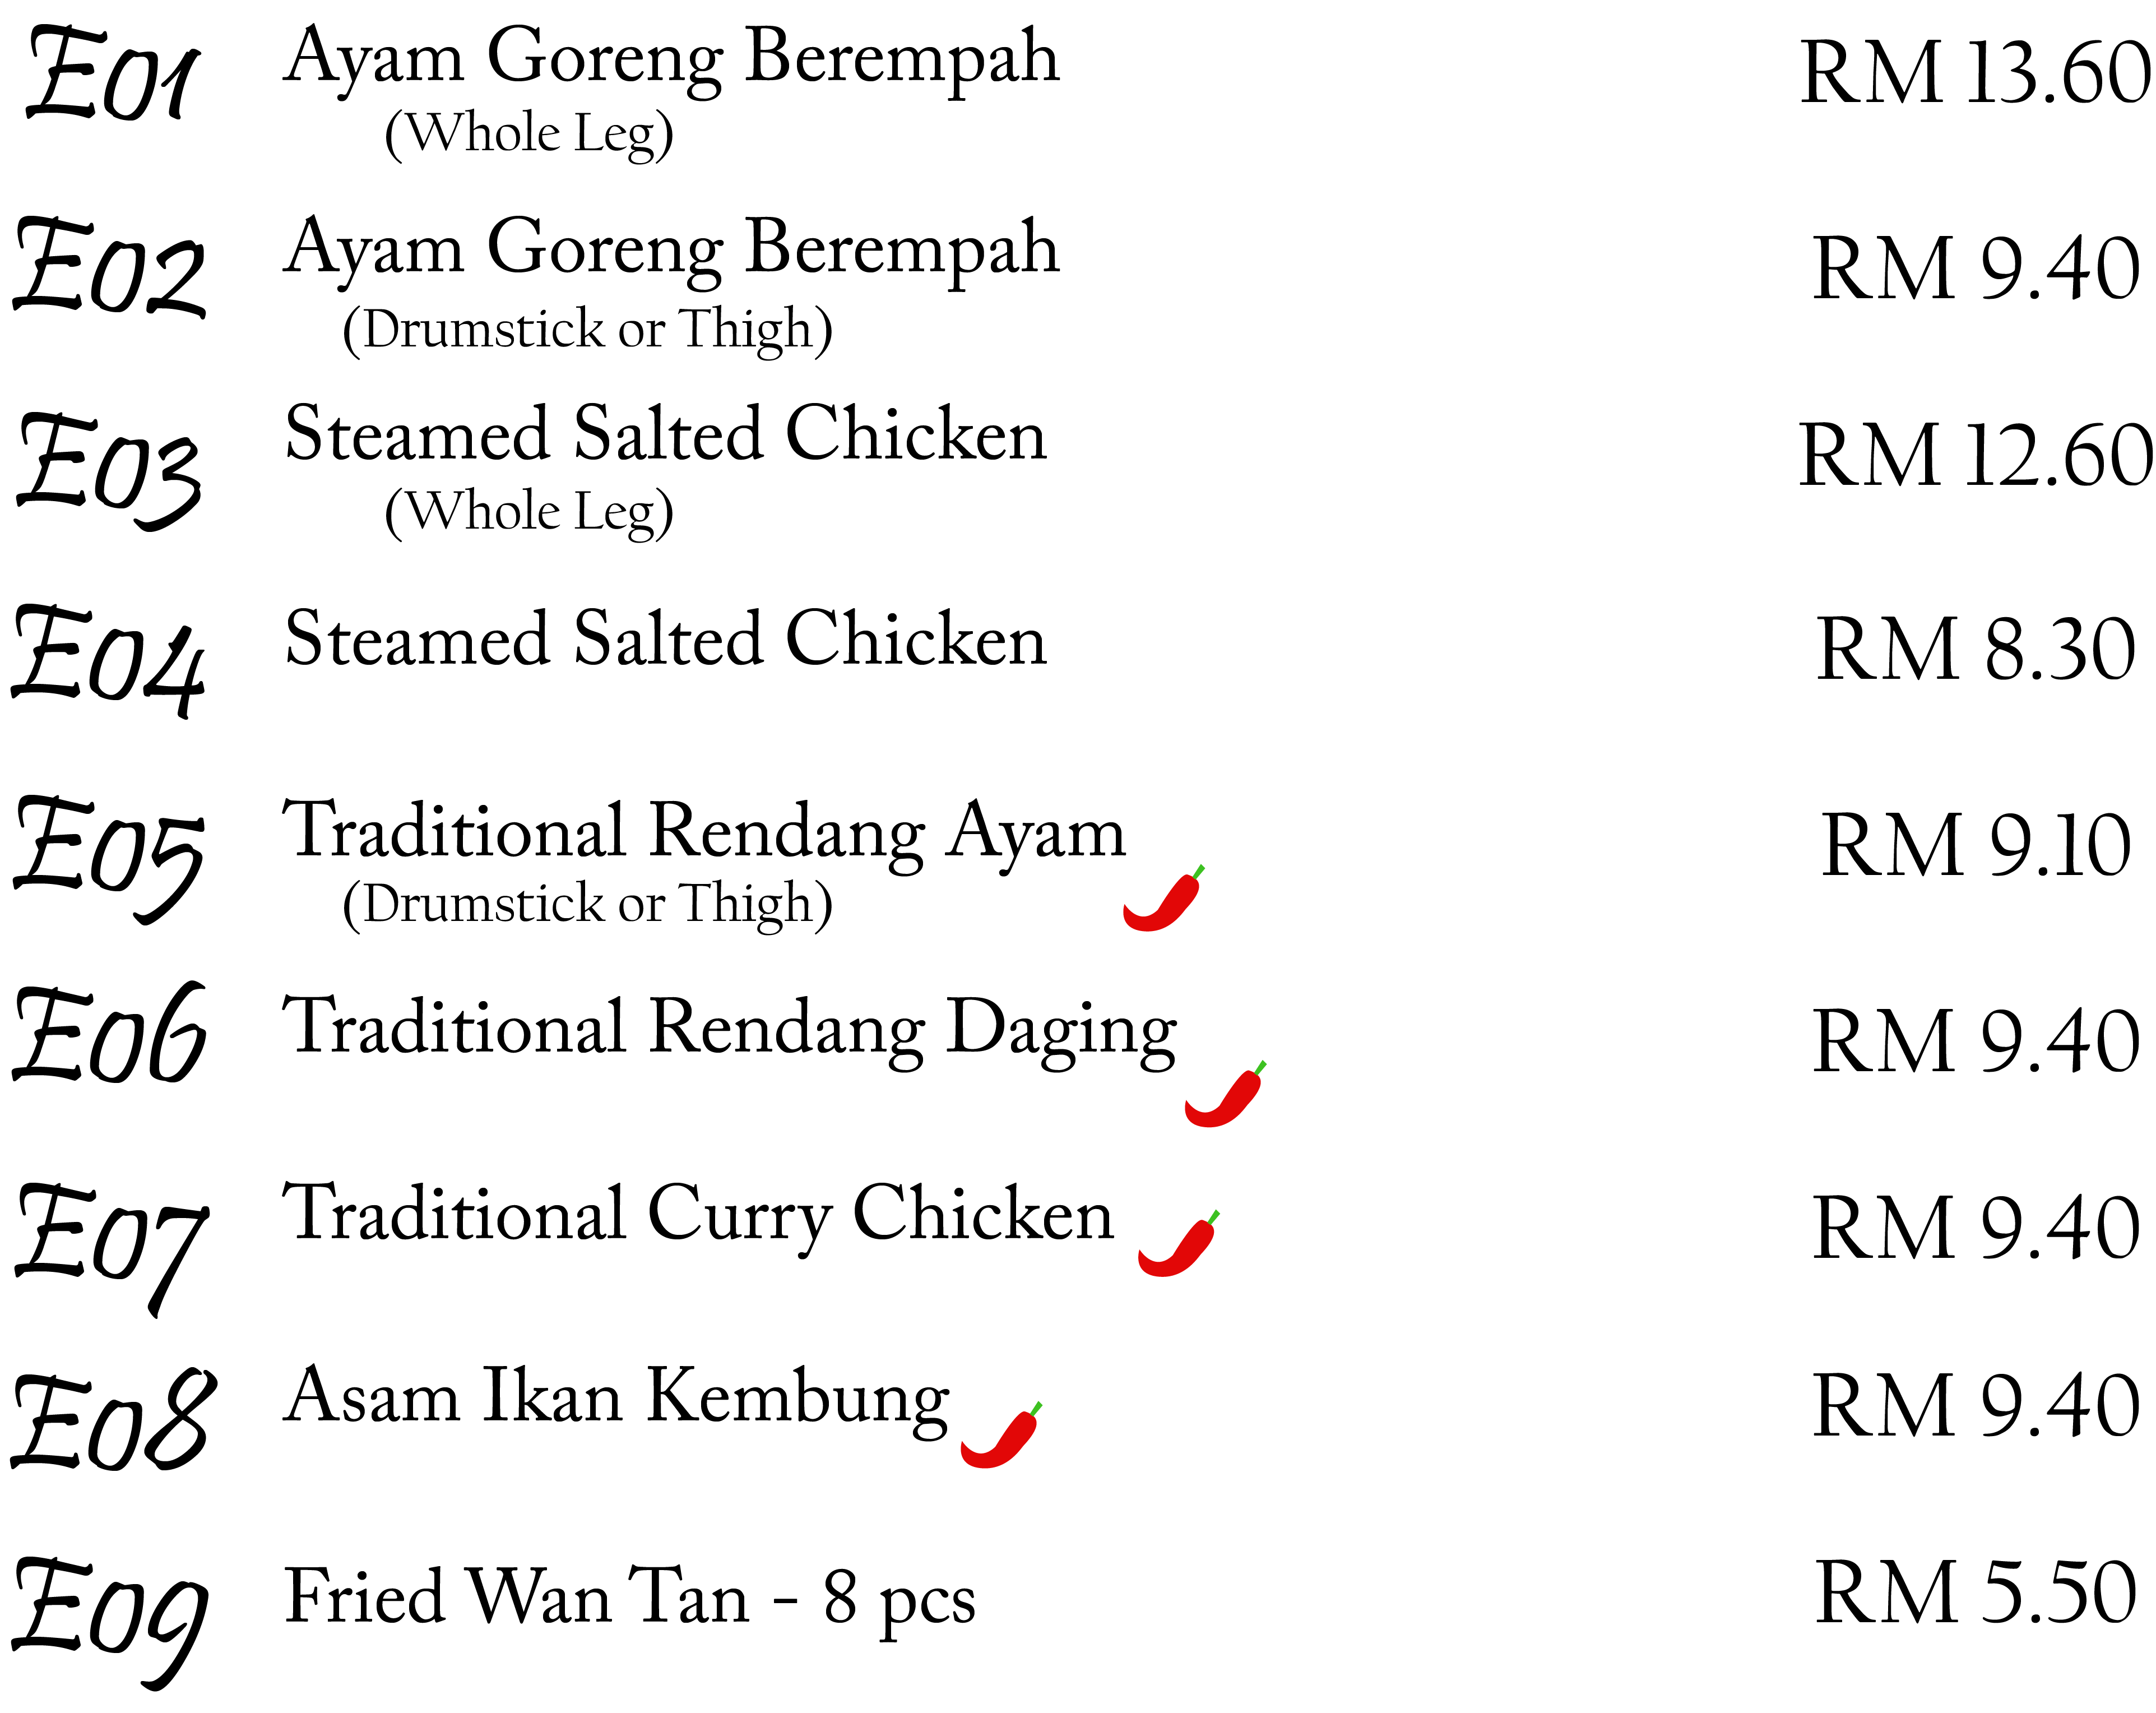 E01 Ayam Goreng Berempah RM 13.60
(Whole Leg)
E02 Ayam Goreng Berempah RM 9.40
(Drumstick or Thigh)
E03 Steamed Salted Chicken RM 12.60
(Whole Leg)
E04 Steamed Salted Chicken RM 8.30
E05 Traditional Rendang Ayam RM 9.10
(Drumstick or Thigh)
E06 Traditional Rendang Daging RM 9.40
E07 Traditional Curry Chicken RM 9.40
E08 Asam Ikan Kembung RM 9.40
E09 Fried Wan Tan - 8 pcs RM 5.50